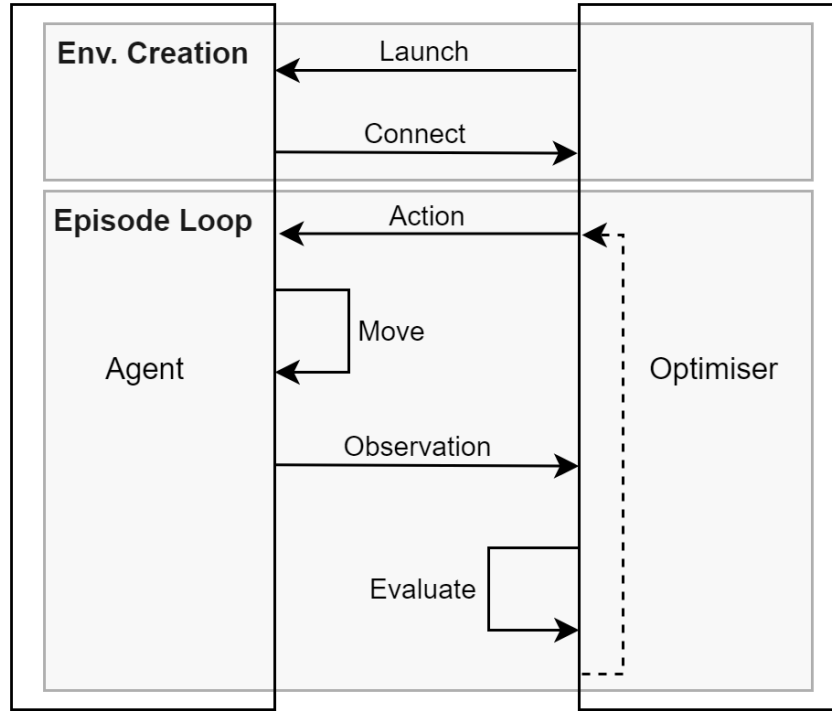 Env. Creation
Launch
Connect
Episode Loop
Action
Move
Agent
Optimiser
Observation
Evaluate